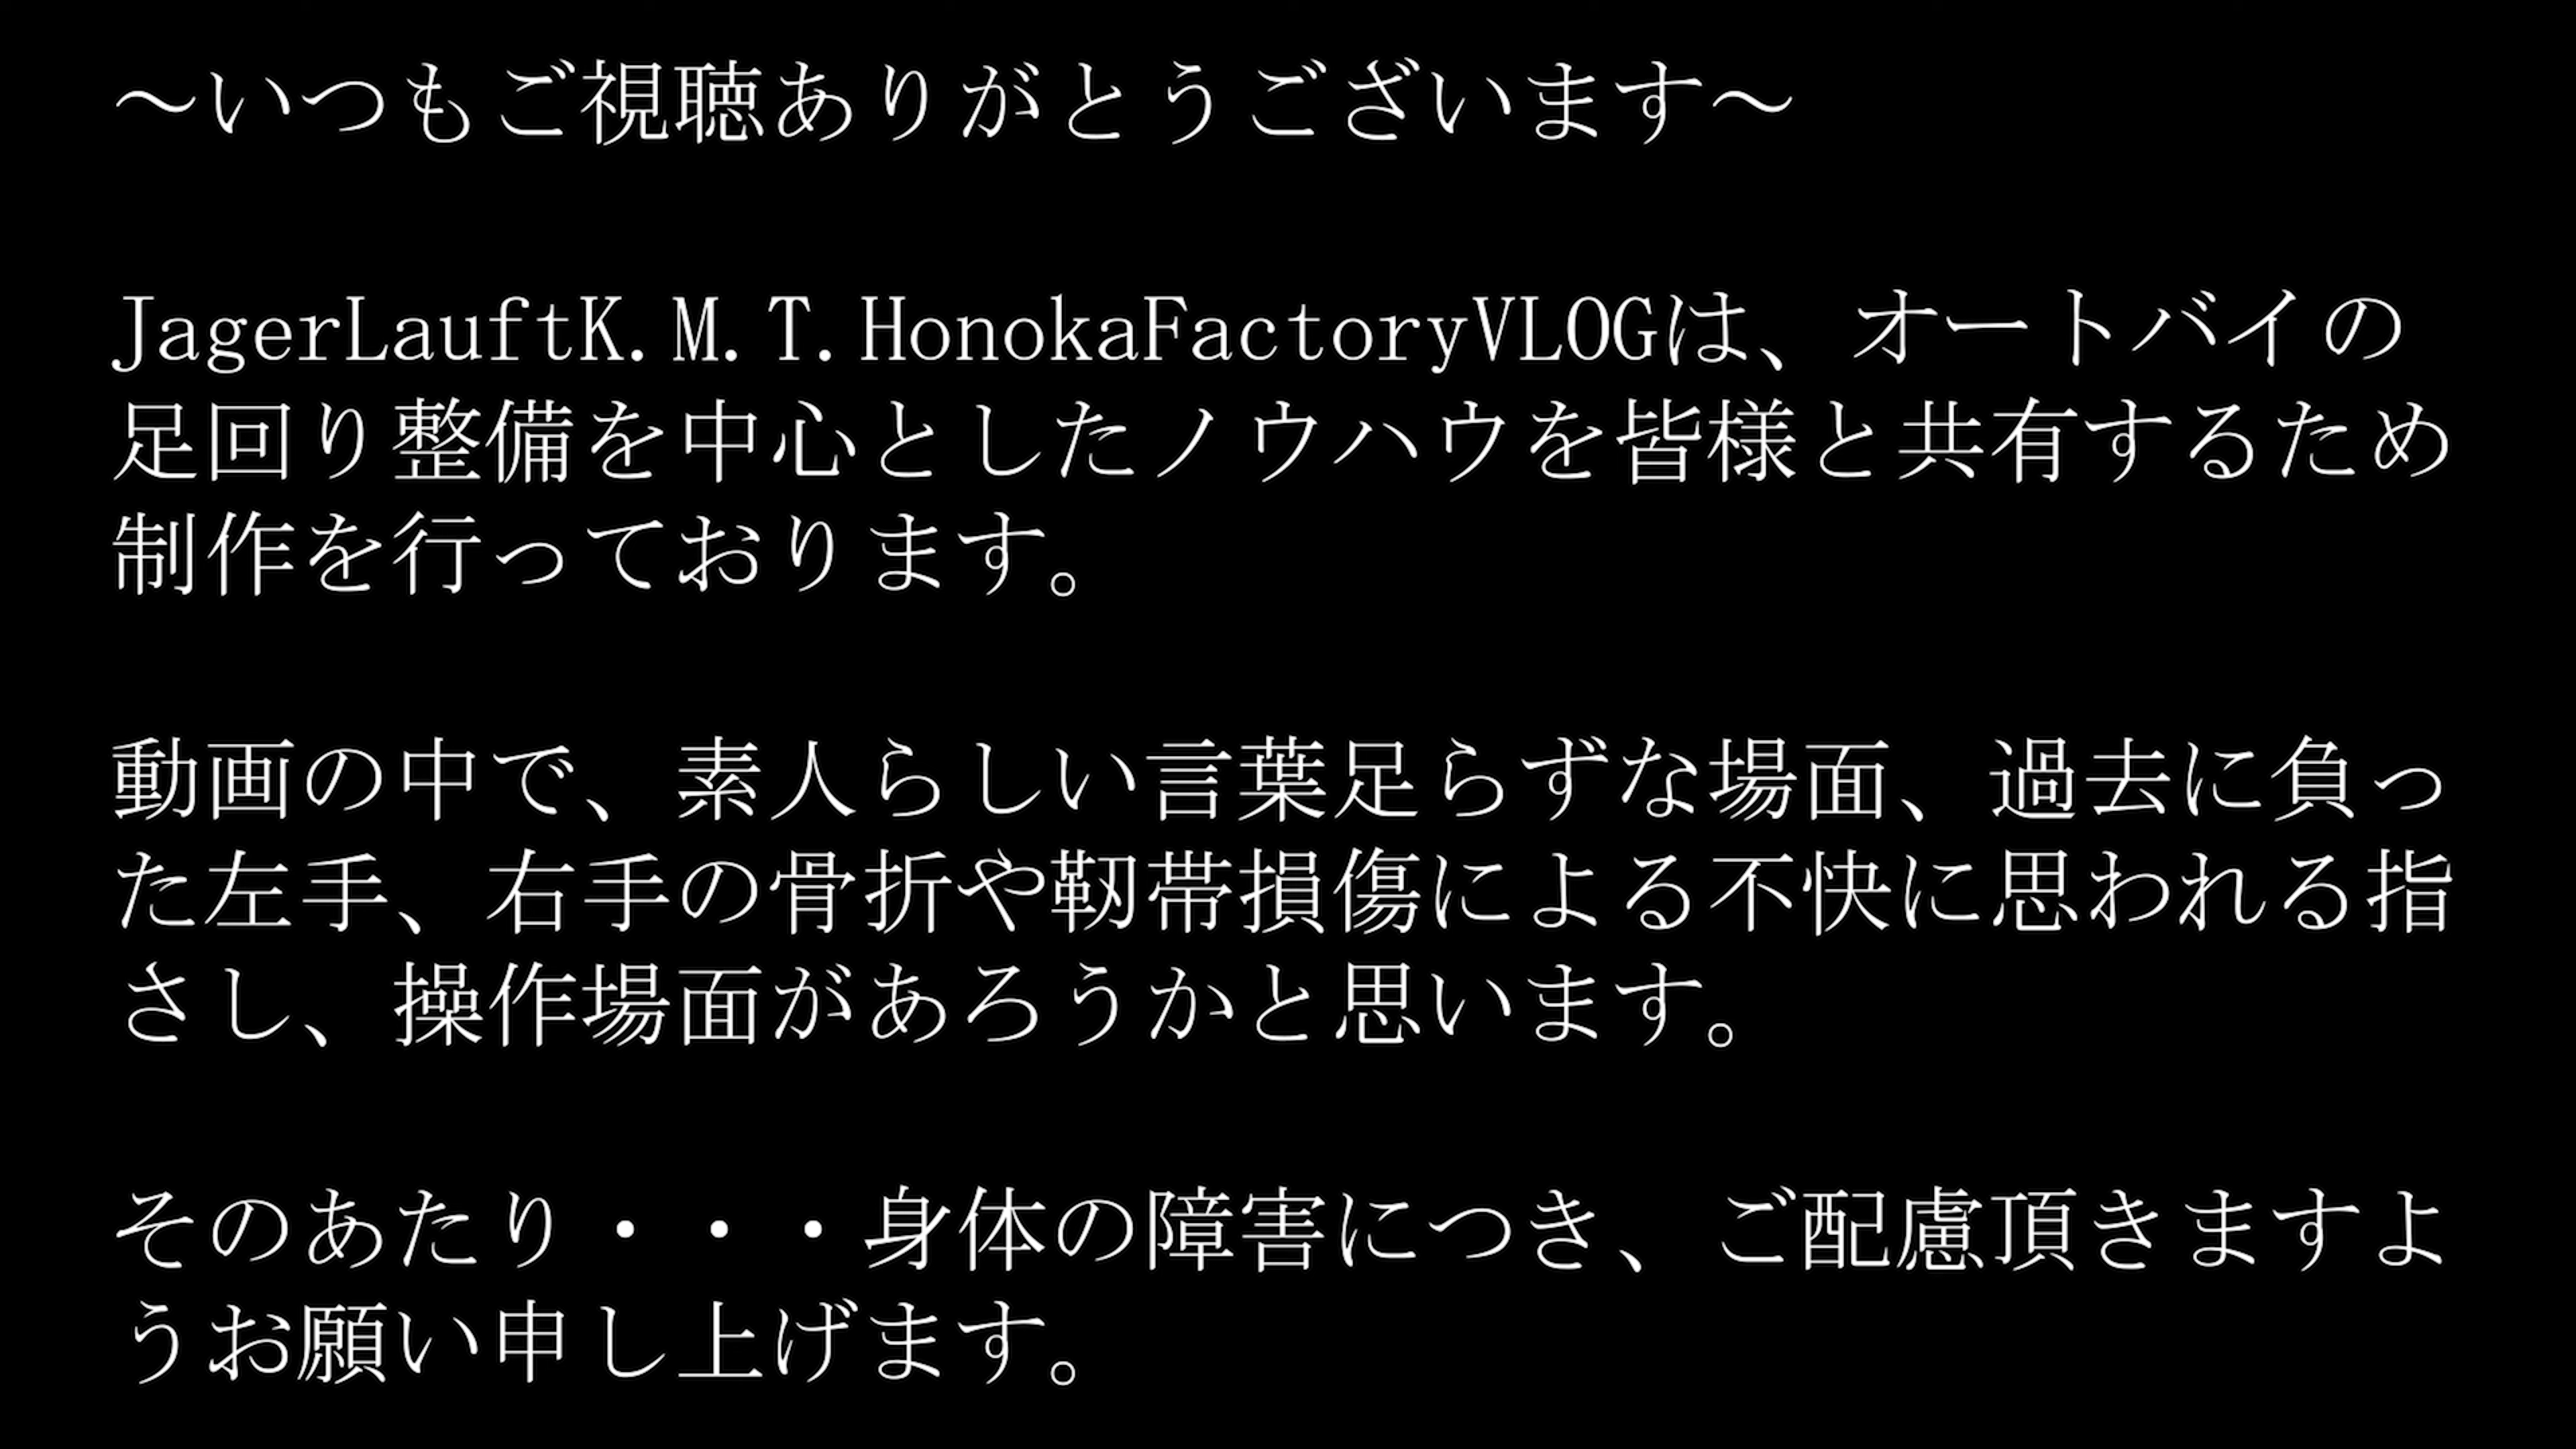 ～いつもご視聴ありがとうございます～
JagerLauftK.M.T.HonokaFactoryVLOGは、オートバイの
足回り整備を中心としたノウハウを皆様と共有するため
制作を行っております。
動画の中で、素人らしい言葉足らずな場面、過去に負っ
た左手、右手の骨折や靭帯損傷による不快に思われる指
さし、操作場面があろうかと思います。
そのあたり・・・身体の障害につき、ご配慮頂きますよ
うお願い申し上げます。